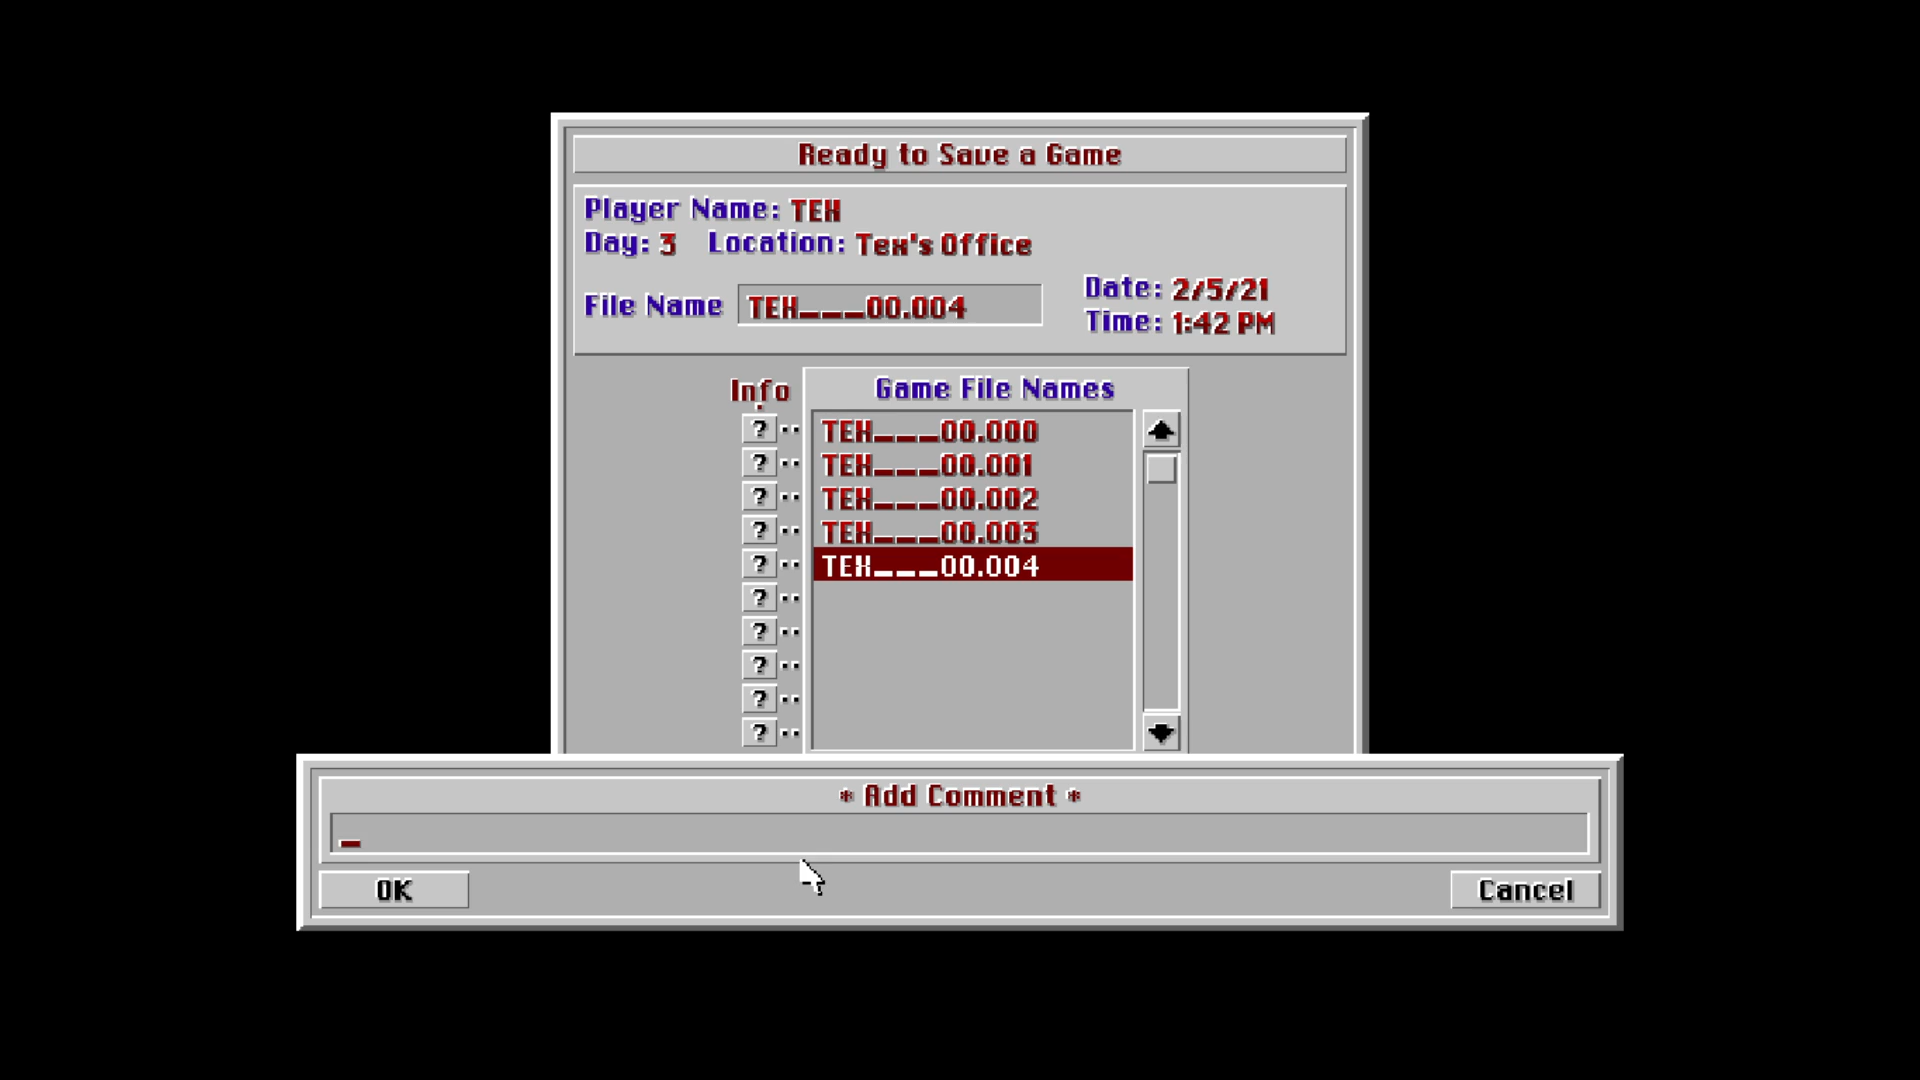 Ready to Save a Game
Player Name: TEX
Day: 3 Location: Tex's Office
File Name TEX___00.004
Date: 2/5/21
Time: 1:42 PM
Info
Game File Names
? TEX___00.000
? TEX___00.001
? TEX___00.002
? TEX___00.003
? TEX___00.004
?
?
?
?
?
* Add Comment *
_
OK
Cancel